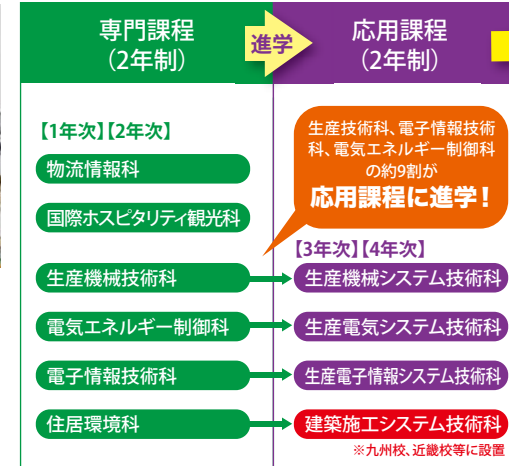 専門課程
(2年制)
進学
応用課程
(2年制)
【1年次】【2年次】
物流情報科
国際ホスピタリティ観光科
生産機械技術科
電気エネルギー制御科
電子情報技術科
住居環境科
生産技術科、電子情報技術
科、電気エネルギー制御科
の約9割が
応用課程に進学!
【3年次】【4年次】
生産機械システム技術科
生産電気システム技術科
生産電子情報システム技術科
建築施工システム技術科
※九州校、近畿校等に設置